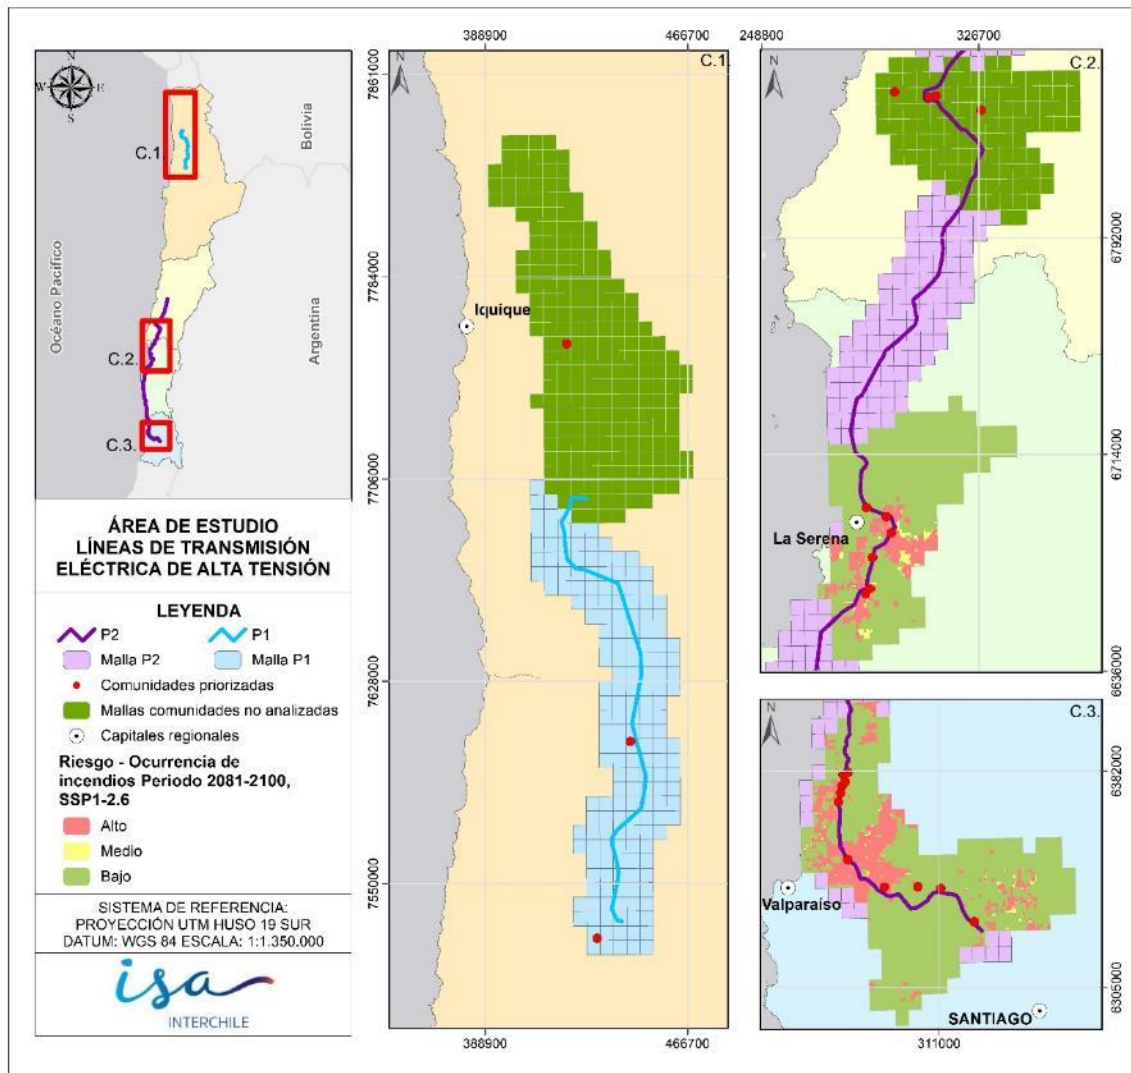 N
W
E
S
C.1.
C.2.
C.3.
Océano Pacífico
Bolivia
Argentina
ÁREA DE ESTUDIO
LÍNEAS DE TRANSMISIÓN
ELÉCTRICA DE ALTA TENSIÓN
LEYENDA
P2
P1
Malla P2
Malla P1
Comunidades priorizadas
Mallas comunidades no analizadas
Capitales regionales
Riesgo - Ocurrencia de
incendios Periodo 2081-2100,
SSP1-2.6
Alto
Medio
Bajo
SISTEMA DE REFERENCIA:
PROYECCIÓN UTM HUSO 19 SUR
DATUM: WGS 84 ESCALA: 1:1.350.000
isa
INTERCHILE
388900
466700
N
C.1.
7861000
7784000
7706000
7628000
7550000
Iquique
388900
466700
248800
326700
N
C.2.
6792000
6714000
6636000
La Serena
N
C.3.
6382000
6305000
Valparaíso
SANTIAGO
311000